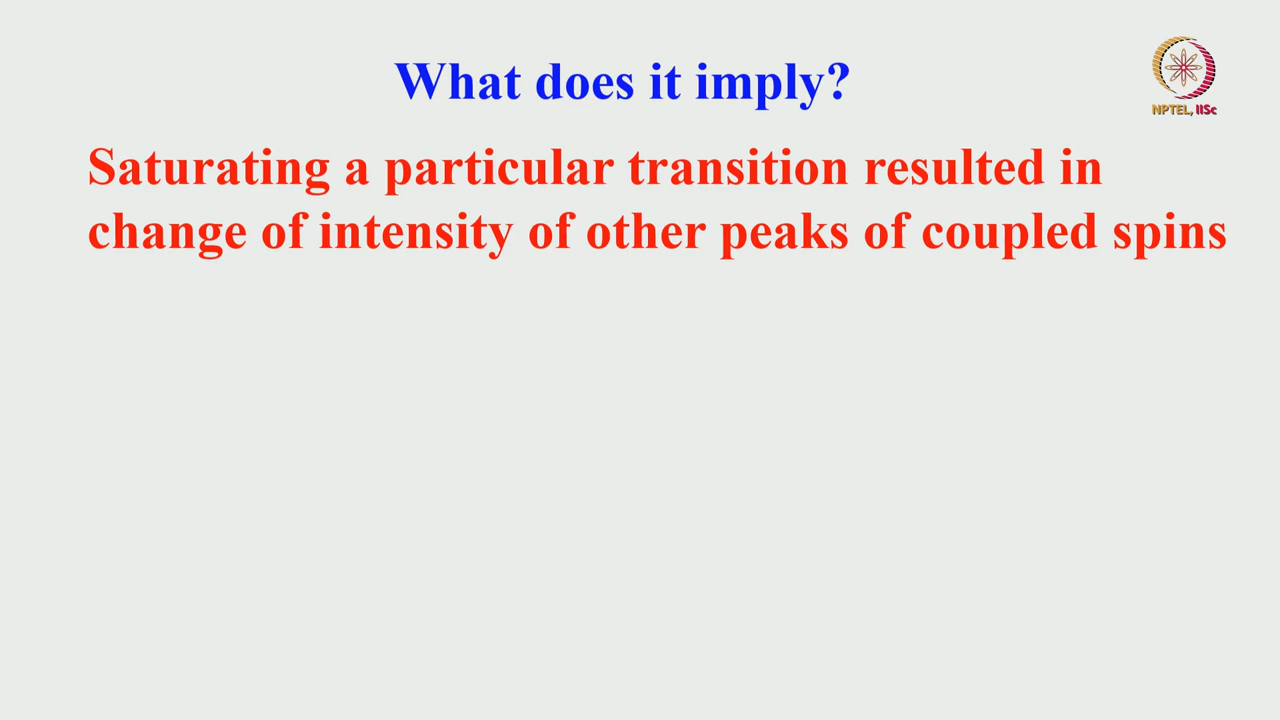 What does it imply?
NPTEL, IISc
Saturating a particular transition resulted in
change of intensity of other peaks of coupled spins